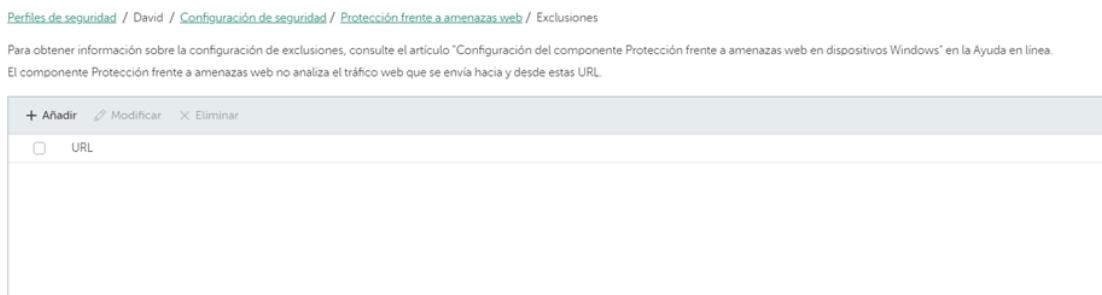 Perfiles de seguridad / David / Configuración de seguridad / Protección frente a amenazas web / Exclusiones
Para obtener información sobre la configuración de exclusiones, consulte el artículo "Configuración del componente Protección frente a amenazas web en dispositivos Windows" en la Ayuda en línea.
El componente Protección frente a amenazas web no analiza el tráfico web que se envía hacia y desde estas URL.
+ Añadir Modificar Eliminar
URL